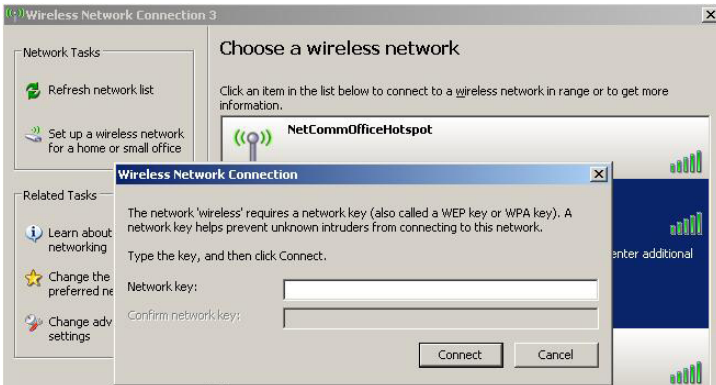 Wireless Network Connection 3
Network Tasks
Refresh network list
Set up a wireless network
for a home or small office
Related Tasks
Learn about
networking
Change the
preferred ne
Change adv
settings
Choose a wireless network
Click an item in the list below to connect to a wireless network in range or to get more
information.
NetCommOfficeHotspot
enter additional
Wireless Network Connection
The network 'wireless' requires a network key (also called a WEP key or WPA key). A
network key helps prevent unknown intruders from connecting to this network.
Type the key, and then click Connect.
Network key:
Confirm network key:
Connect
Cancel